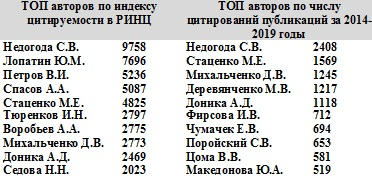 ТОП авторов по индексу цитируемости в РИНЦ
Недогода С.В. 9758
Лопатин Ю.М. 7696
Петров В.И. 5236
Спасов А.А. 5087
Стаценко М.Е. 4825
Тюренков И.Н. 2797
Воробьев А.А. 2775
Михальченко Д.В. 2773
Доника А.Д. 2469
Седова Н.Н. 2023
ТОП авторов по числу цитирований публикаций за 2014-2019 годы
Недогода С.В. 2408
Стаценко М.Е. 1569
Михальченко Д.В. 1245
Деревянченко М.В. 1217
Доника А.Д. 1118
Фирсова И.В. 712
Чумачек Е.В. 694
Поройский С.В. 653
Цома В.В. 581
Македонова Ю.А. 519